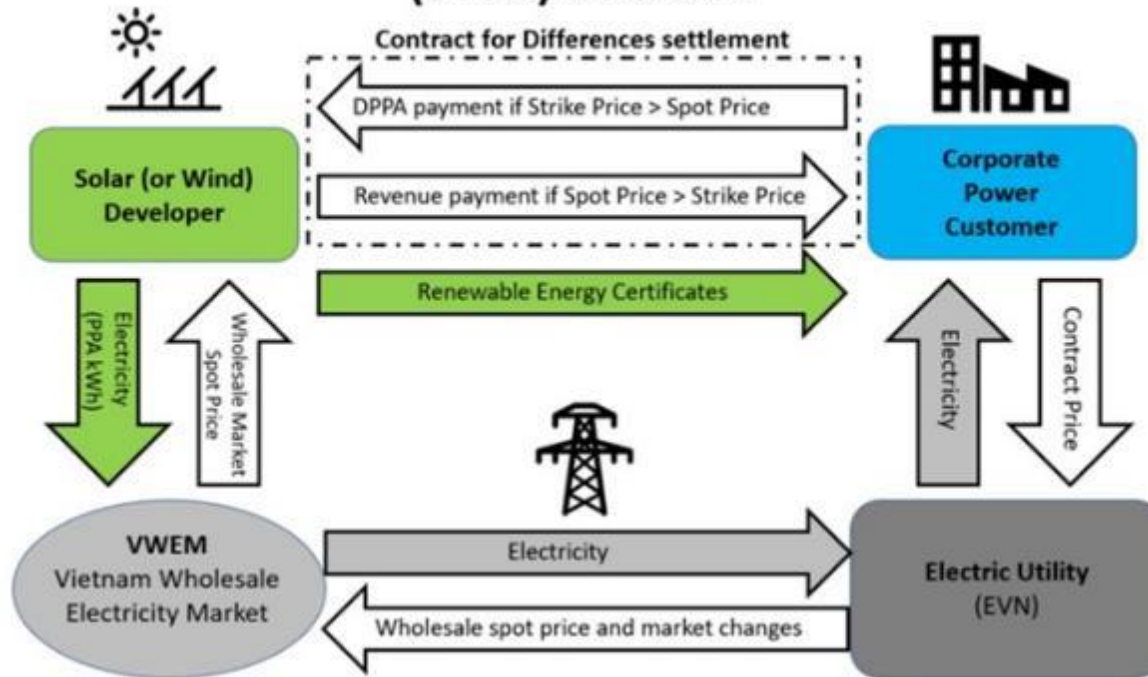 Contract for Differences settlement
DPPA payment if Strike Price > Spot Price
Solar (or Wind)
Developer
Corporate
Power
Customer
Revenue payment if Spot Price > Strike Price
Renewable Energy Certificates
Electricity
(PPA kWh)
Wholesale Market
Spot Price
Electricity
Contract Price
VWEM
Vietnam Wholesale
Electricity Market
Electricity
Electric Utility
(EVN)
Wholesale spot price and market changes